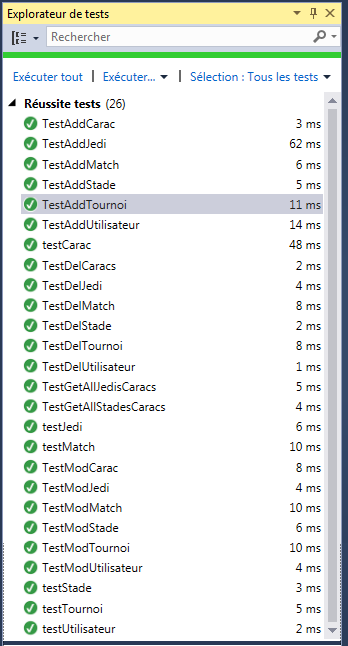 Explorateur de tests
Rechercher
Exécuter tout | Exécuter... | Sélection : Tous les tests
Réussite tests (26)
TestAddCarac 3 ms
TestAddJedi 62 ms
TestAddMatch 6 ms
TestAddStade 5 ms
TestAddTournoi 11 ms
TestAddUtilisateur 14 ms
testCarac 48 ms
TestDelCaracs 2 ms
TestDelJedi 4 ms
TestDelMatch 8 ms
TestDelStade 2 ms
TestDelTournoi 8 ms
TestDelUtilisateur 1 ms
TestGetAllJedisCaracs 5 ms
TestGetAllStadesCaracs 4 ms
testJedi 6 ms
testMatch 10 ms
TestModCarac 8 ms
TestModJedi 4 ms
TestModMatch 10 ms
TestModStade 6 ms
TestModTournoi 10 ms
TestModUtilisateur 4 ms
testStade 3 ms
testTournoi 5 ms
testUtilisateur 2 ms